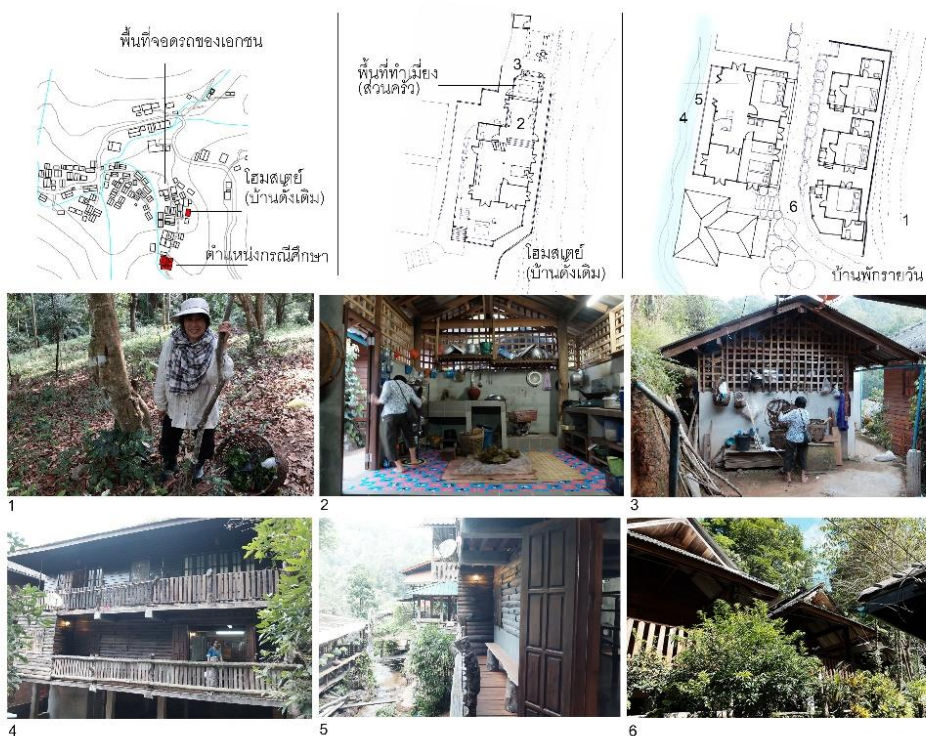 พื้นที่จอดรถของเอกชน
โฮมสเตย์
(บ้านดั้งเดิม)
ตำแหน่งกรณีศึกษา
3
พื้นที่ทำเมี่ยง
(ส่วนครัว)
2
โฮมสเตย์
(บ้านดั้งเดิม)
5
4
6
1
บ้านพักรายวัน
1
2
3
4
5
6